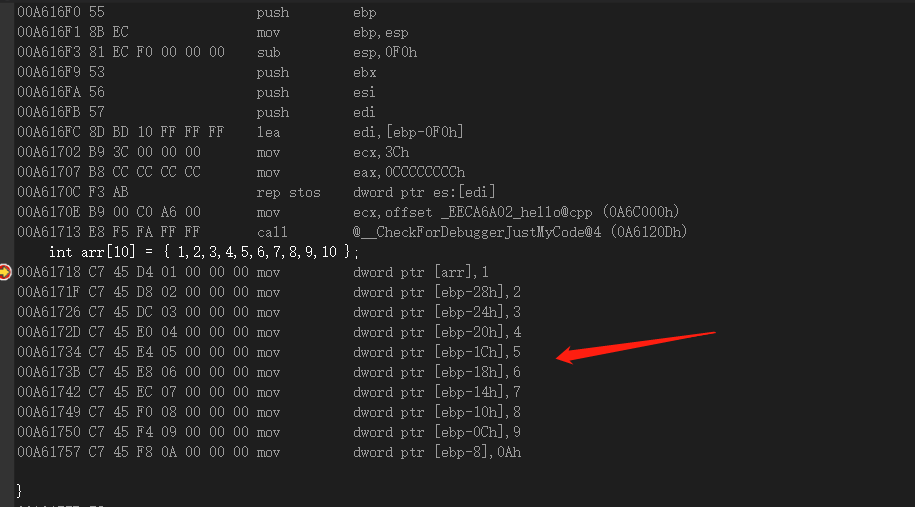 00A616F0 55 push ebp
00A616F1 8B EC mov ebp,esp
00A616F3 81 EC F0 00 00 00 sub esp,0F0h
00A616F9 53 push ebx
00A616FA 56 push esi
00A616FB 57 push edi
00A616FC 8D BD 10 FF FF FF lea edi,[ebp-0F0h]
00A61702 B9 3C 00 00 00 mov ecx,3Ch
00A61707 B8 CC CC CC CC mov eax,0CCCCCCCCh
00A6170C F3 AB rep stos dword ptr es:[edi]
00A6170E B9 00 C0 A6 00 mov ecx,offset _EECA6A02_hello@cpp (0A6C000h)
00A61713 E8 F5 FA FF FF call @__CheckForDebuggerJustMyCode@4 (0A6120Dh)
int arr[10] = { 1,2,3,4,5,6,7,8,9,10 };
00A61718 C7 45 D4 01 00 00 00 mov dword ptr [arr],1
00A6171F C7 45 D8 02 00 00 00 mov dword ptr [ebp-28h],2
00A61726 C7 45 DC 03 00 00 00 mov dword ptr [ebp-24h],3
00A6172D C7 45 E0 04 00 00 00 mov dword ptr [ebp-20h],4
00A61734 C7 45 E4 05 00 00 00 mov dword ptr [ebp-1Ch],5
00A6173B C7 45 E8 06 00 00 00 mov dword ptr [ebp-18h],6
00A61742 C7 45 EC 07 00 00 00 mov dword ptr [ebp-14h],7
00A61749 C7 45 F0 08 00 00 00 mov dword ptr [ebp-10h],8
00A61750 C7 45 F4 09 00 00 00 mov dword ptr [ebp-0Ch],9
00A61757 C7 45 F8 0A 00 00 00 mov dword ptr [ebp-8],0Ah
}